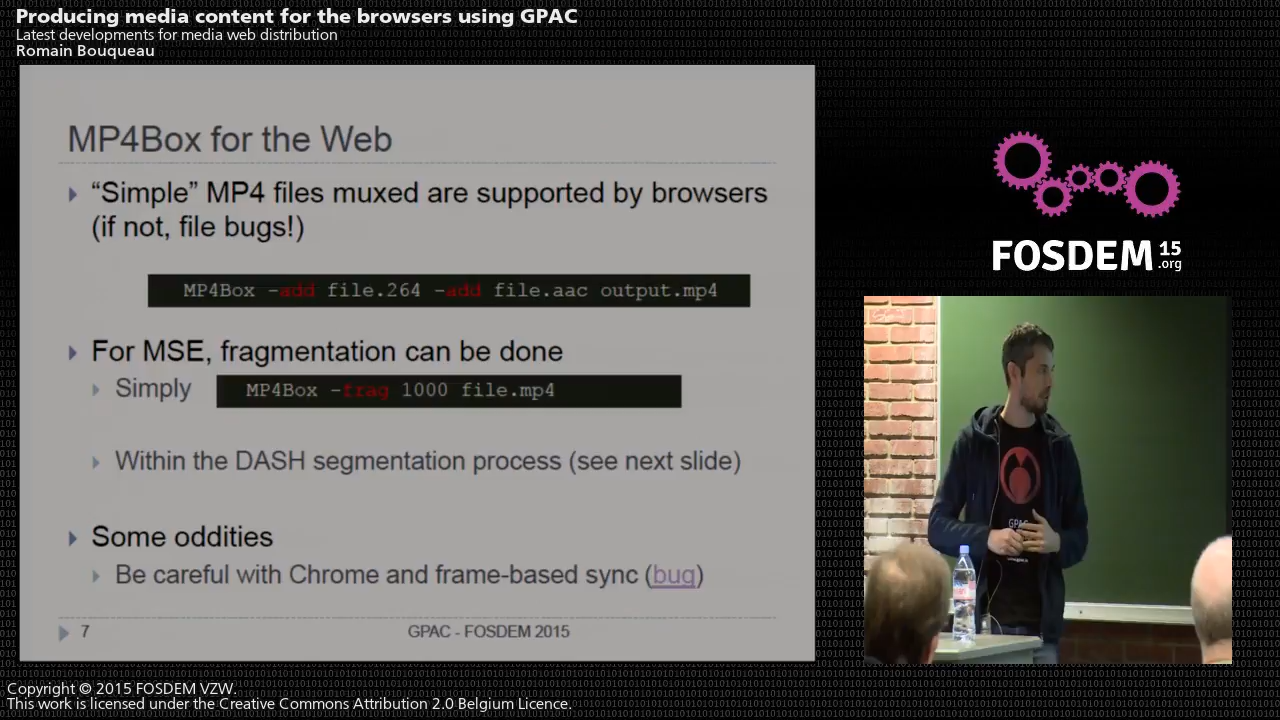 Producing media content for the browsers using GPAC
Latest developments for media web distribution
Romain Bouqueau
MP4Box for the Web
“Simple” MP4 files muxed are supported by browsers
(if not, file bugs!)
MP4Box -add file.264 -add file.aac output.mp4
For MSE, fragmentation can be done
Simply
MP4Box -frag 1000 file.mp4
Within the DASH segmentation process (see next slide)
Some oddities
Be careful with Chrome and frame-based sync (bug)
7
GPAC - FOSDEM 2015
FOSDEM 15
.org
GPAC
Copyright © 2015 FOSDEM VZW.
This work is licensed under the Creative Commons Attribution 2.0 Belgium Licence.